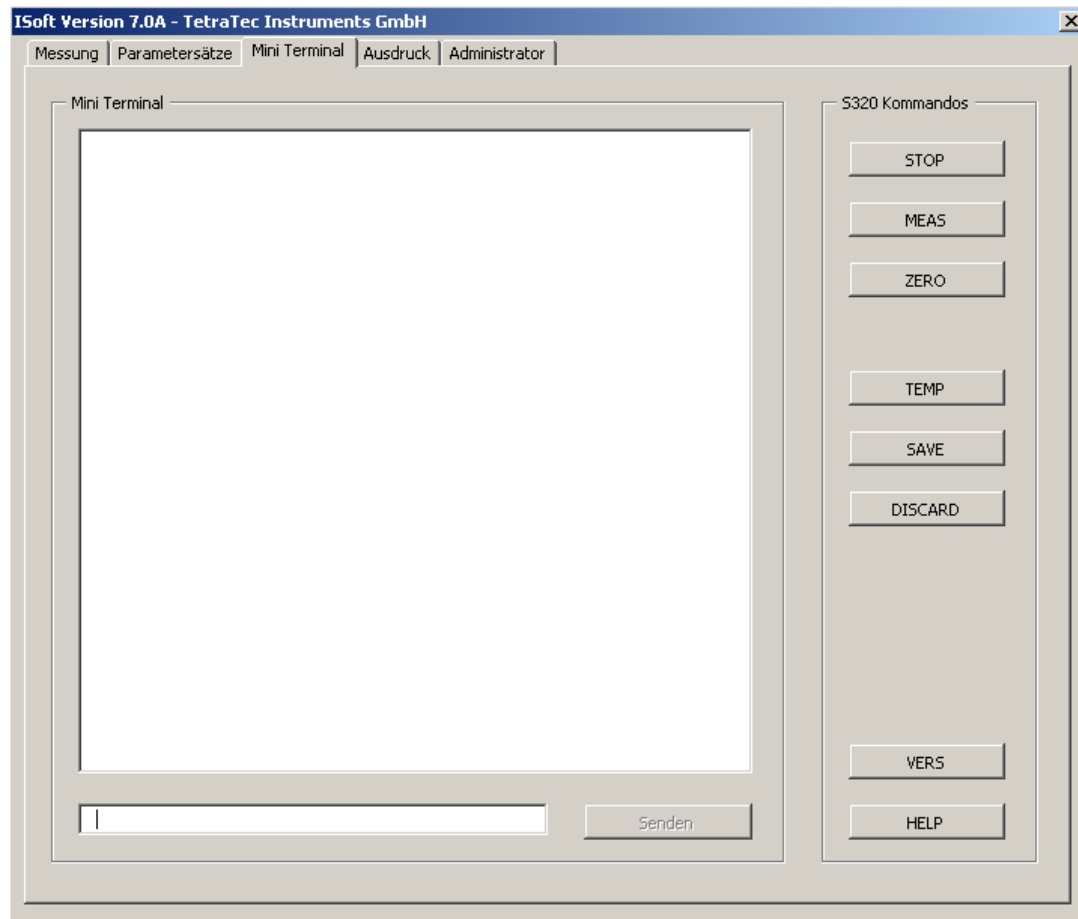 ISoft Version 7.0A - TetraTec Instruments GmbH
Messung Parametersätze Mini Terminal Ausdruck Administrator
Mini Terminal
S320 Kommandos
STOP
MEAS
ZERO
TEMP
SAVE
DISCARD
VERS
Senden
HELP